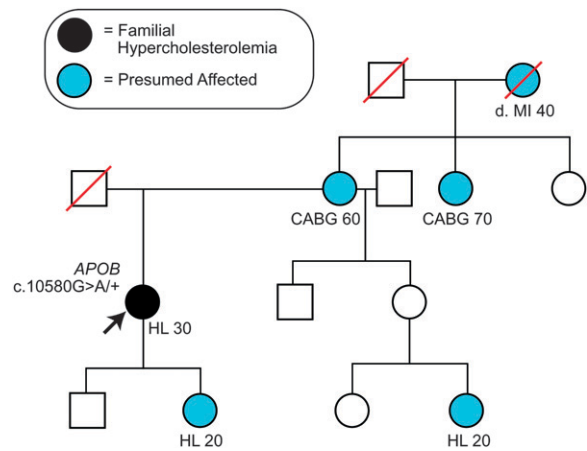 = Familial
Hypercholesterolemia
= Presumed Affected
d. MI 40
CABG 60
CABG 70
APOB
c.10580G>A/+
HL 30
HL 20
HL 20